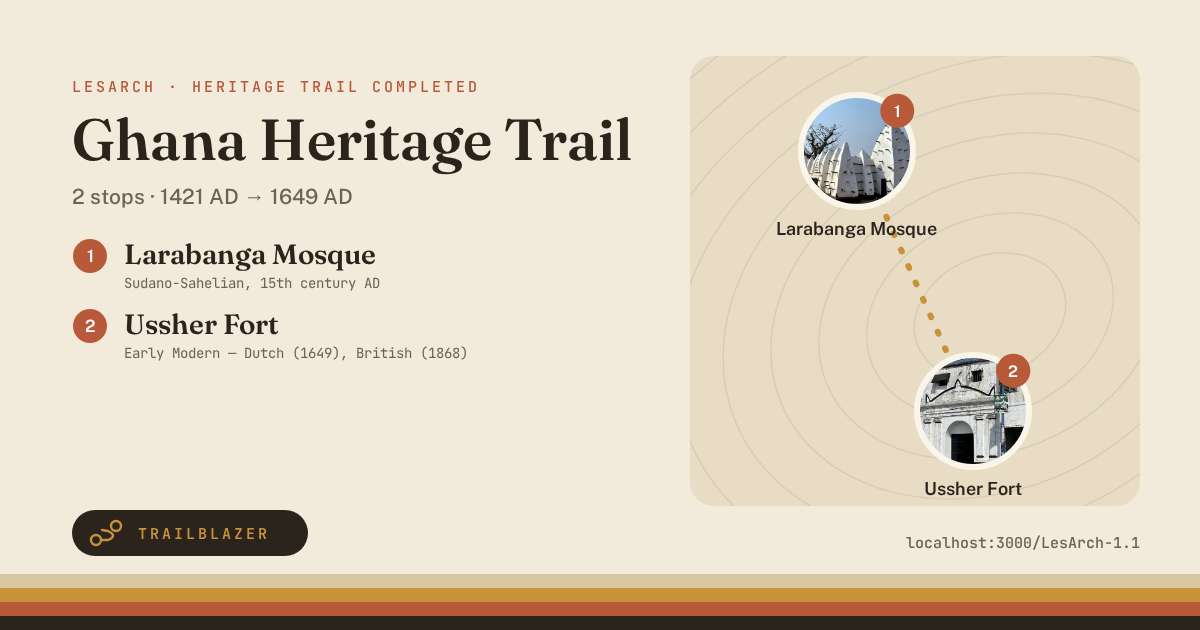 LESARCH · HERITAGE TRAIL COMPLETED
Ghana Heritage Trail
2 stops · 1421 AD → 1649 AD
1 Larabanga Mosque
Sudano-Sahelian, 15th century AD
2 Ussher Fort
Early Modern — Dutch (1649), British (1868)
TRAILBLAZER
1
Larabanga Mosque
2
Ussher Fort
localhost:3000/LesArch-1.1